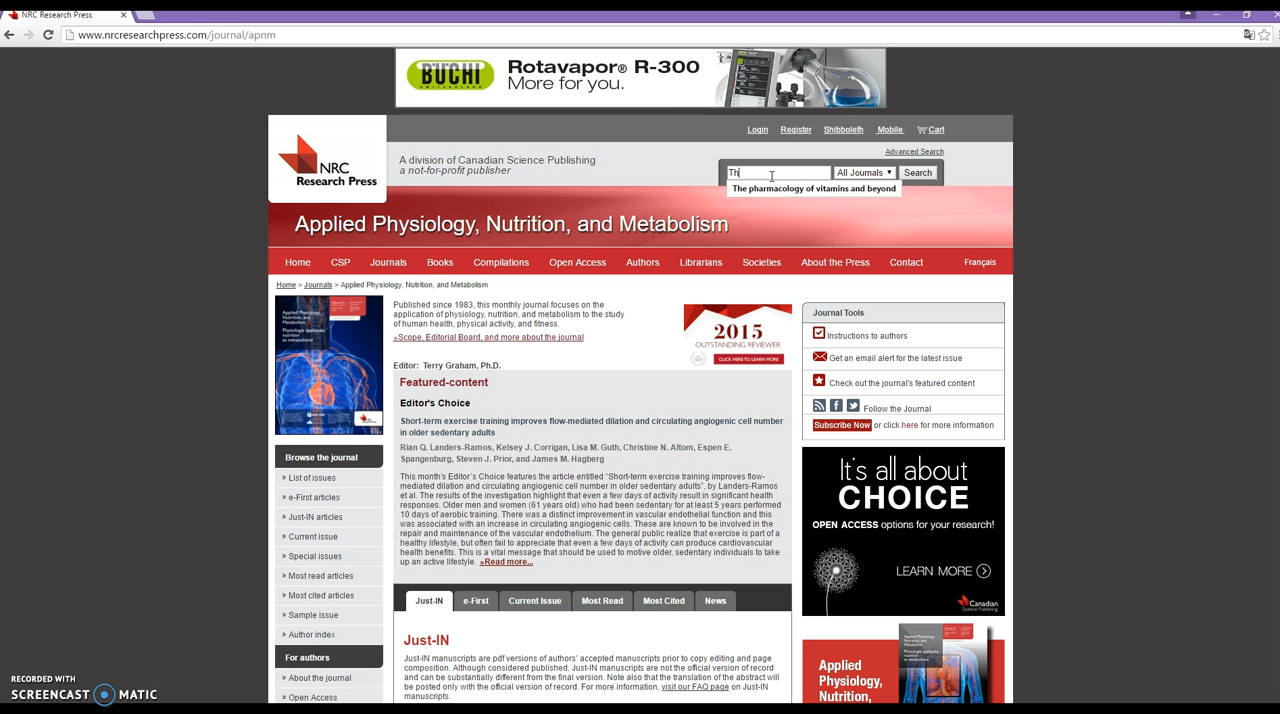 NRC Research Press
www.nrcresearchpress.com/journal/apnm
BUCHI
SWITZERLAND
Rotavapor® R-300
More for you.
Login
Register
Shibboleth
Mobile
Cart
NRC
Research Press
A division of Canadian Science Publishing
a not-for-profit publisher
Advanced Search
Th
All Journals
Search
The pharmacology of vitamins and beyond
Applied Physiology, Nutrition, and Metabolism
Home
CSP
Journals
Books
Compilations
Open Access
Authors
Librarians
Societies
About the Press
Contact
Français
Home > Journals > Applied Physiology, Nutrition, and Metabolism
Applied Physiology,
Nutrition, and
Metabolism
Physiologie appliquée,
nutrition
et métabolisme
Published since 1983, this monthly journal focuses on the
application of physiology, nutrition, and metabolism to the study
of human health, physical activity, and fitness.
»Scope, Editorial Board, and more about the journal
2015
OUTSTANDING REVIEWER
CLICK HERE TO LEARN MORE
Editor: Terry Graham, Ph.D.
Featured-content
Editor's Choice
Short-term exercise training improves flow-mediated dilation and circulating angiogenic cell number
in older sedentary adults
Rian Q. Landers-Ramos, Kelsey J. Corrigan, Lisa M. Guth, Christine N. Altom, Espen E.
Spangenburg, Steven J. Prior, and James M. Hagberg
This month's Editor's Choice features the article entitled "Short-term exercise training improves flow-
mediated dilation and circulating angiogenic cell number in older sedentary adults", by Landers-Ramos
et al. The results of the investigation highlight that even a few days of activity result in significant health
responses. Older men and women (61 years old) who had been sedentary for at least 5 years performed
10 days of aerobic training. There was a distinct improvement in vascular endothelial function and this
was associated with an increase in circulating angiogenic cells. These are known to be involved in the
repair and maintenance of the vascular endothelium. The general public realize that exercise is part of a
healthy lifestyle, but often fail to appreciate that even a few days of activity can produce cardiovascular
health benefits. This is a vital message that should be used to motive older, sedentary individuals to take
up an active lifestyle. »Read more...
Journal Tools
Instructions to authors
Get an email alert for the latest issue
Check out the journal's featured content
Follow the Journal
Subscribe Now or click here for more information
It's all about
CHOICE
OPEN ACCESS options for your research!
LEARN MORE
Canadian
Science Publishing
Browse the journal
» List of issues
» e-First articles
» Just-IN articles
» Current issue
» Special issues
» Most read articles
» Most cited articles
» Sample issue
» Author index
For authors
» About the journal
» Open Access
Just-IN
e-First
Current Issue
Most Read
Most Cited
News
Just-IN
Just-IN manuscripts are pdf versions of authors' accepted manuscripts prior to copy editing and page
composition. Although considered published, Just-IN manuscripts are not the official version of record
and can be substantially different from the final version. Note also that the translation of the abstract will
be posted only with the official version of record. For more information, visit our FAQ page on Just-IN
manuscripts.
Applied
Physiology,
Nutrition,
RECORDED WITH
SCREENCAST MATIC